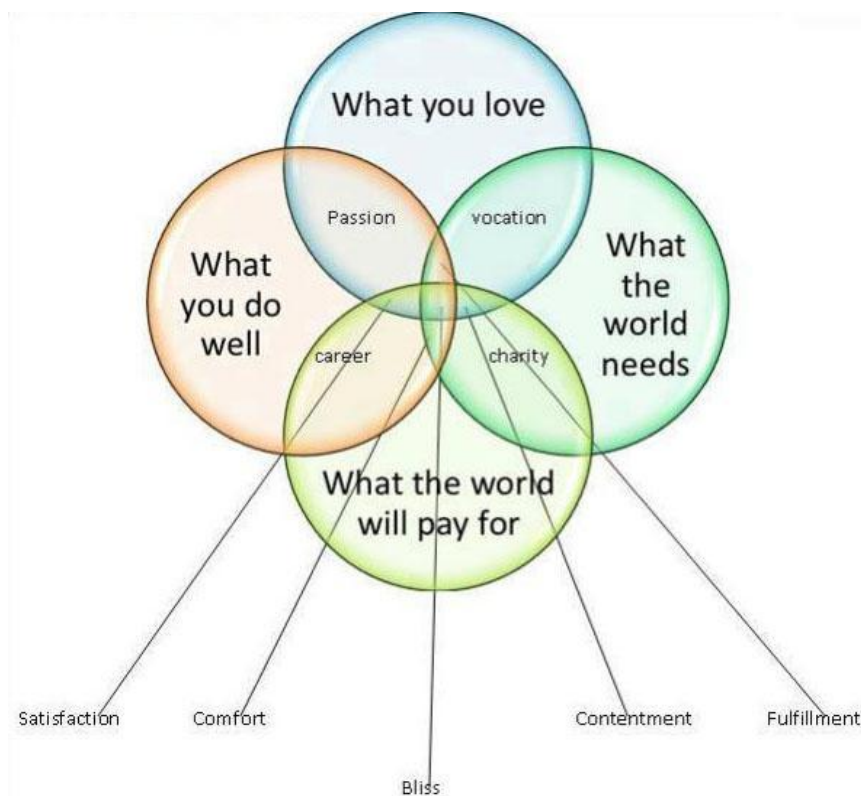 What you love
Passion
vocation
What
you do
well
What
the
world
needs
career
charity
What the world
will pay for
Satisfaction
Comfort
Contentment
Fulfillment
Bliss